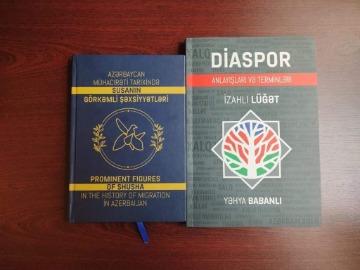 AZƏRBAYCAN
MÜHACİRƏTİ TARİXİNDƏ
ŞUŞANIN
GÖRKƏMLİ ŞƏXSİYYƏTLƏRİ
PROMINENT FIGURES
OF SHUSHA
IN THE HISTORY OF MIGRATION
IN AZERBAIJAN
DİASPOR
ANLAYIŞLARI VƏ TERMİNLƏRİ
İZAHLI LÜĞƏT
YƏHYA BABANLI